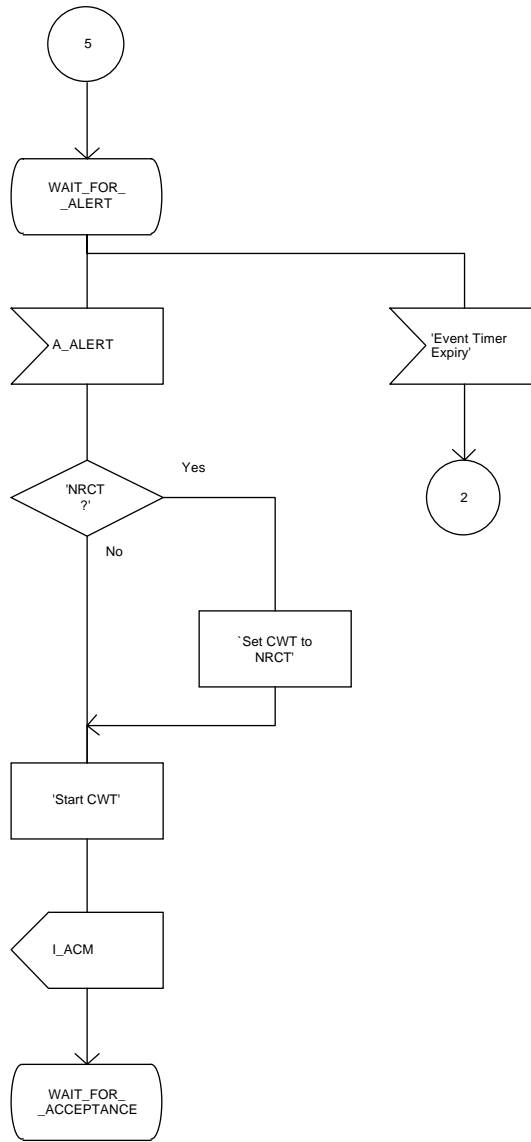 5
WAIT_FOR_
_ALERT
A_ALERT
'Event Timer
Expiry'
Yes
'NRCT
?'
2
No
`Set CWT to
NRCT'
'Start CWT'
I_ACM
WAIT_FOR_
_ACCEPTANCE